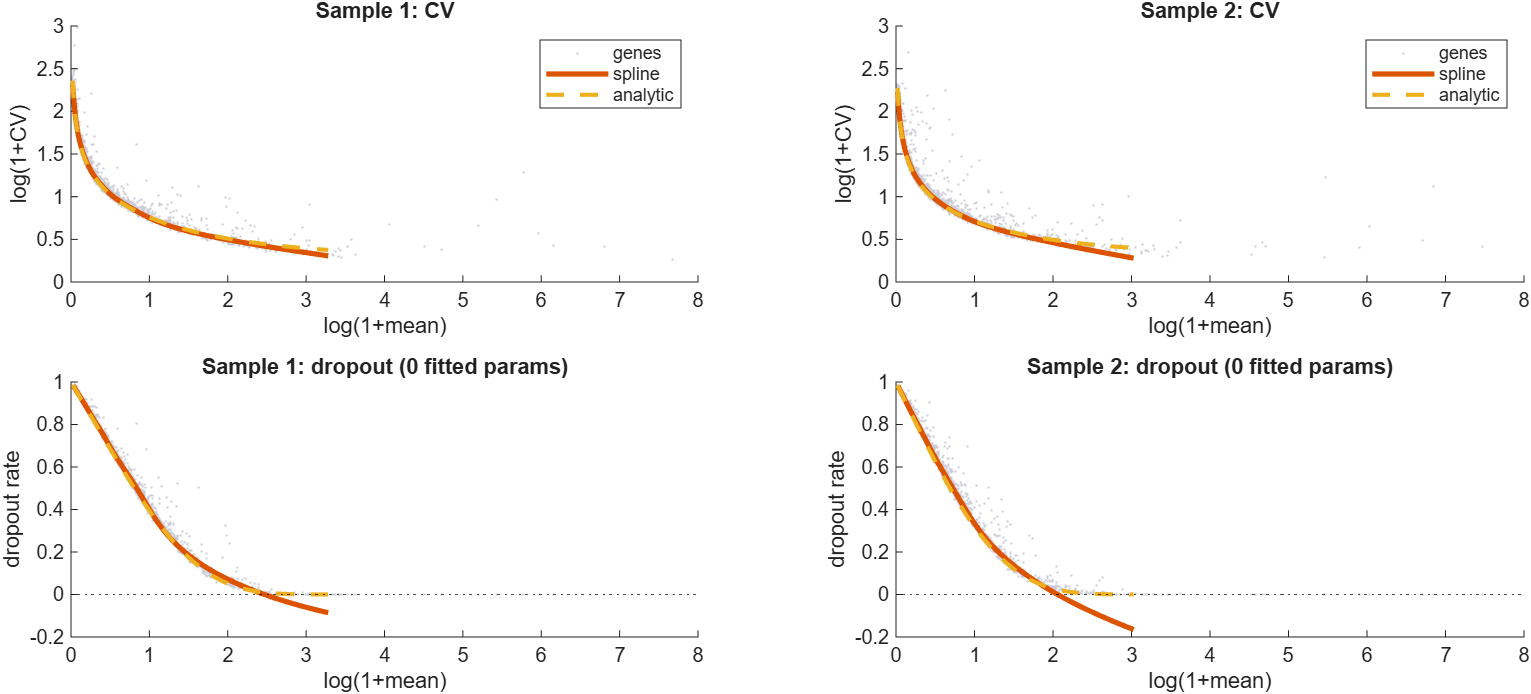 Sample 1: CV
3
2.5
2
1.5
1
0.5
0
log(1+CV)
genes
spline
analytic
0 1 2 3 4 5 6 7 8
log(1+mean)
Sample 2: CV
3
2.5
2
1.5
1
0.5
0
log(1+CV)
genes
spline
analytic
0 1 2 3 4 5 6 7 8
log(1+mean)
Sample 1: dropout (0 fitted params)
1
0.8
0.6
0.4
0.2
0
-0.2
dropout rate
0 1 2 3 4 5 6 7 8
log(1+mean)
Sample 2: dropout (0 fitted params)
1
0.8
0.6
0.4
0.2
0
-0.2
dropout rate
0 1 2 3 4 5 6 7 8
log(1+mean)